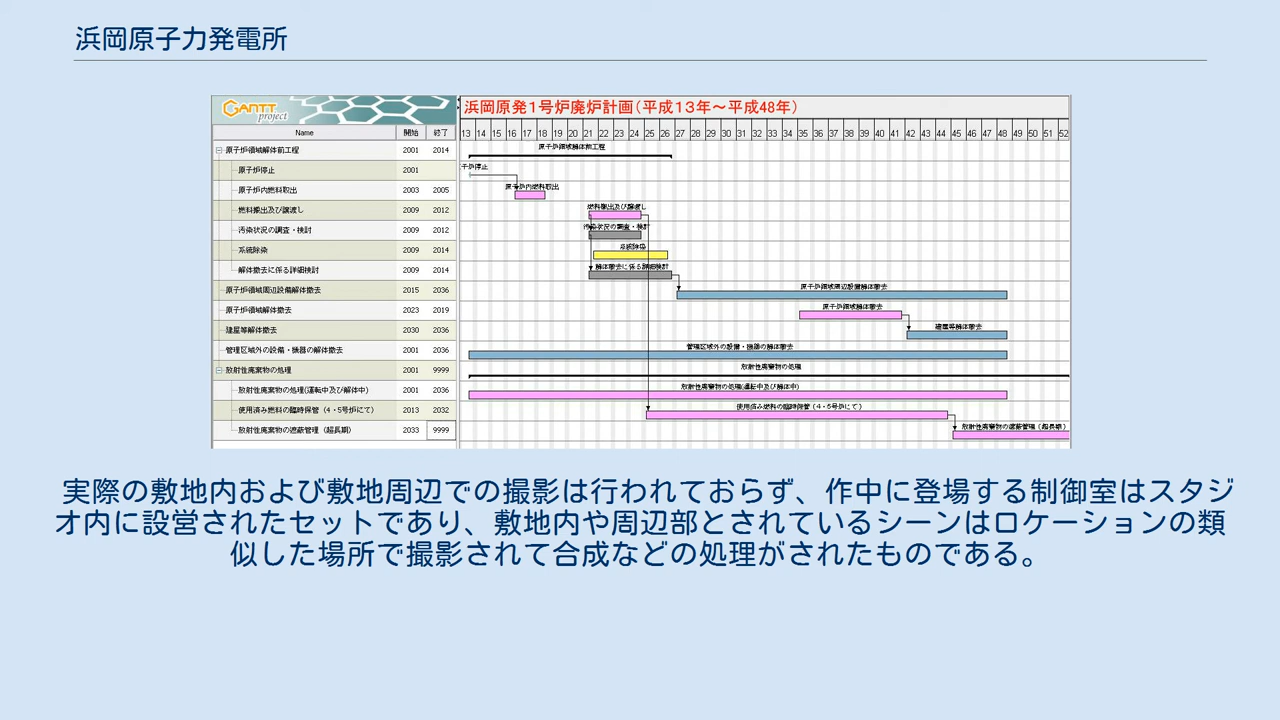 浜岡原子力発電所
GANTT project
浜岡原発1号炉廃炉計画(平成13年～平成48年)
Name 開始 終了 13 14 15 16 17 18 19 20 21 22 23 24 25 26 27 28 29 30 31 32 33 34 35 36 37 38 39 40 41 42 43 44 45 46 47 48 49 50 51 52
原子炉領域解体前工程 2001 2014 原子炉領域解体前工程
原子炉停止 2001 子炉停止
原子炉内燃料取出 2003 2005 原子炉内燃料取出
燃料搬出及び譲渡し 2009 2012 燃料搬出及び譲渡し
汚染状況の調査・検討 2009 2012 汚染状況の調査・検討
系統除染 2009 2014 系統除染
解体撤去に係る詳細検討 2009 2014 解体撤去に係る詳細検討
原子炉領域周辺設備解体撤去 2015 2036 原子炉領域周辺設備解体撤去
原子炉領域解体撤去 2023 2019 原子炉領域解体撤去
建屋等解体撤去 2030 2036 建屋等解体撤去
管理区域外の設備・機器の解体撤去 2001 2036 管理区域外の設備・機器の解体撤去
放射性廃棄物の処理 2001 9999 放射性廃棄物の処理
放射性廃棄物の処理(運転中及び解体中) 2001 2036 放射性廃棄物の処理(運転中及び解体中)
使用済み燃料の臨時保管（4・5号炉にて） 2013 2032 使用済み燃料の臨時保管（4・5号炉にて）
放射性廃棄物の遮蔽管理（超長期） 2033 9999 放射性廃棄物の遮蔽管理（超長期）
実際の敷地内および敷地周辺での撮影は行われておらず、作中に登場する制御室はスタジ
オ内に設営されたセットであり、敷地内や周辺部とされているシーンはロケーションの類
似した場所で撮影されて合成などの処理がされたものである。